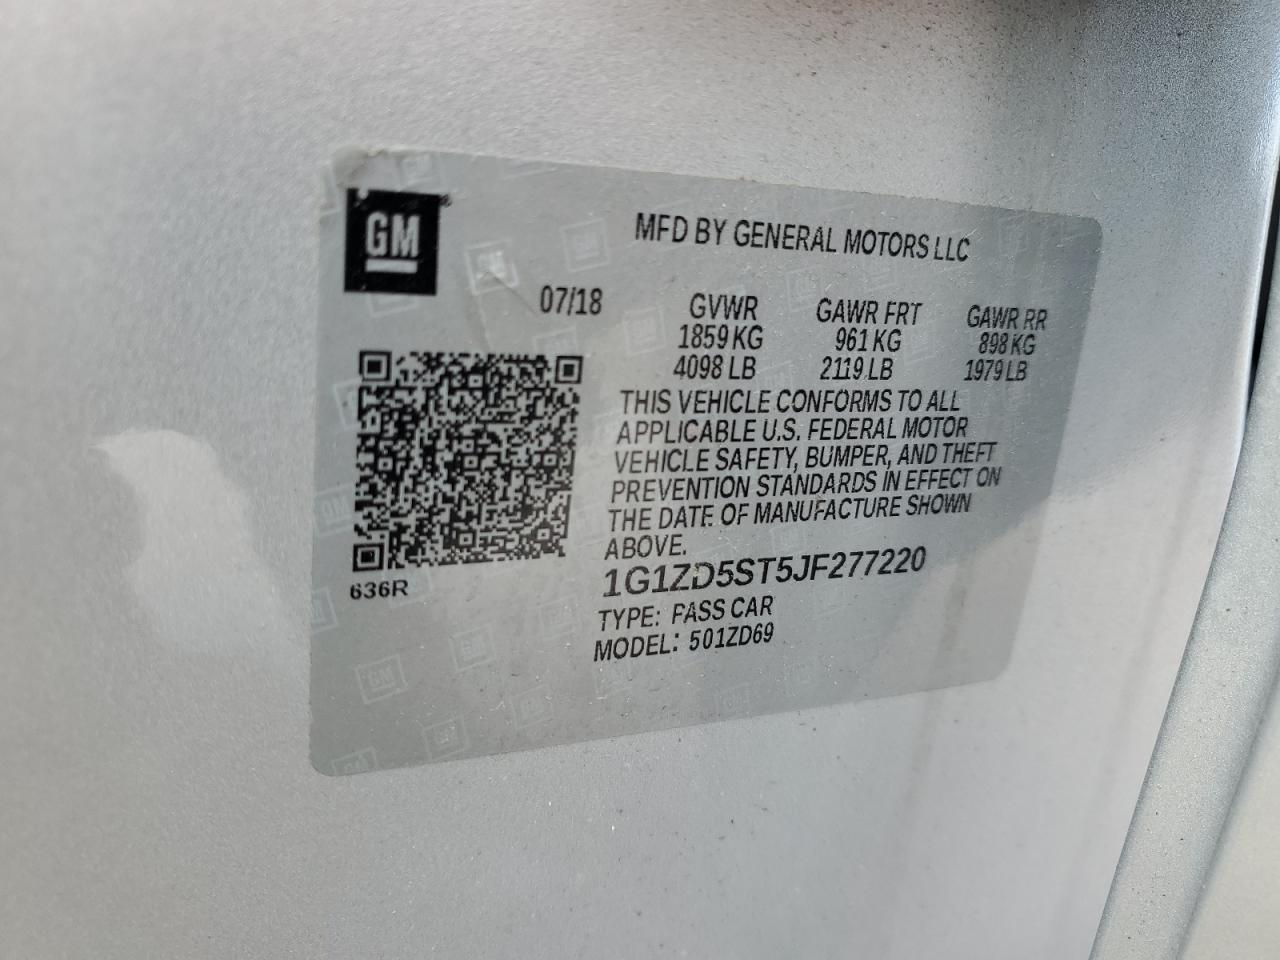 GM
MFD BY GENERAL MOTORS LLC
07/18 GVWR GAWR FRT GAWR RR
1859 KG 961 KG 898 KG
4098 LB 2119 LB 1979 LB
THIS VEHICLE CONFORMS TO ALL
APPLICABLE U.S. FEDERAL MOTOR
VEHICLE SAFETY, BUMPER, AND THEFT
PREVENTION STANDARDS IN EFFECT ON
THE DATE OF MANUFACTURE SHOWN
ABOVE.
636R
1G1ZD5ST5JF277220
TYPE: PASS CAR
MODEL: 501ZD69